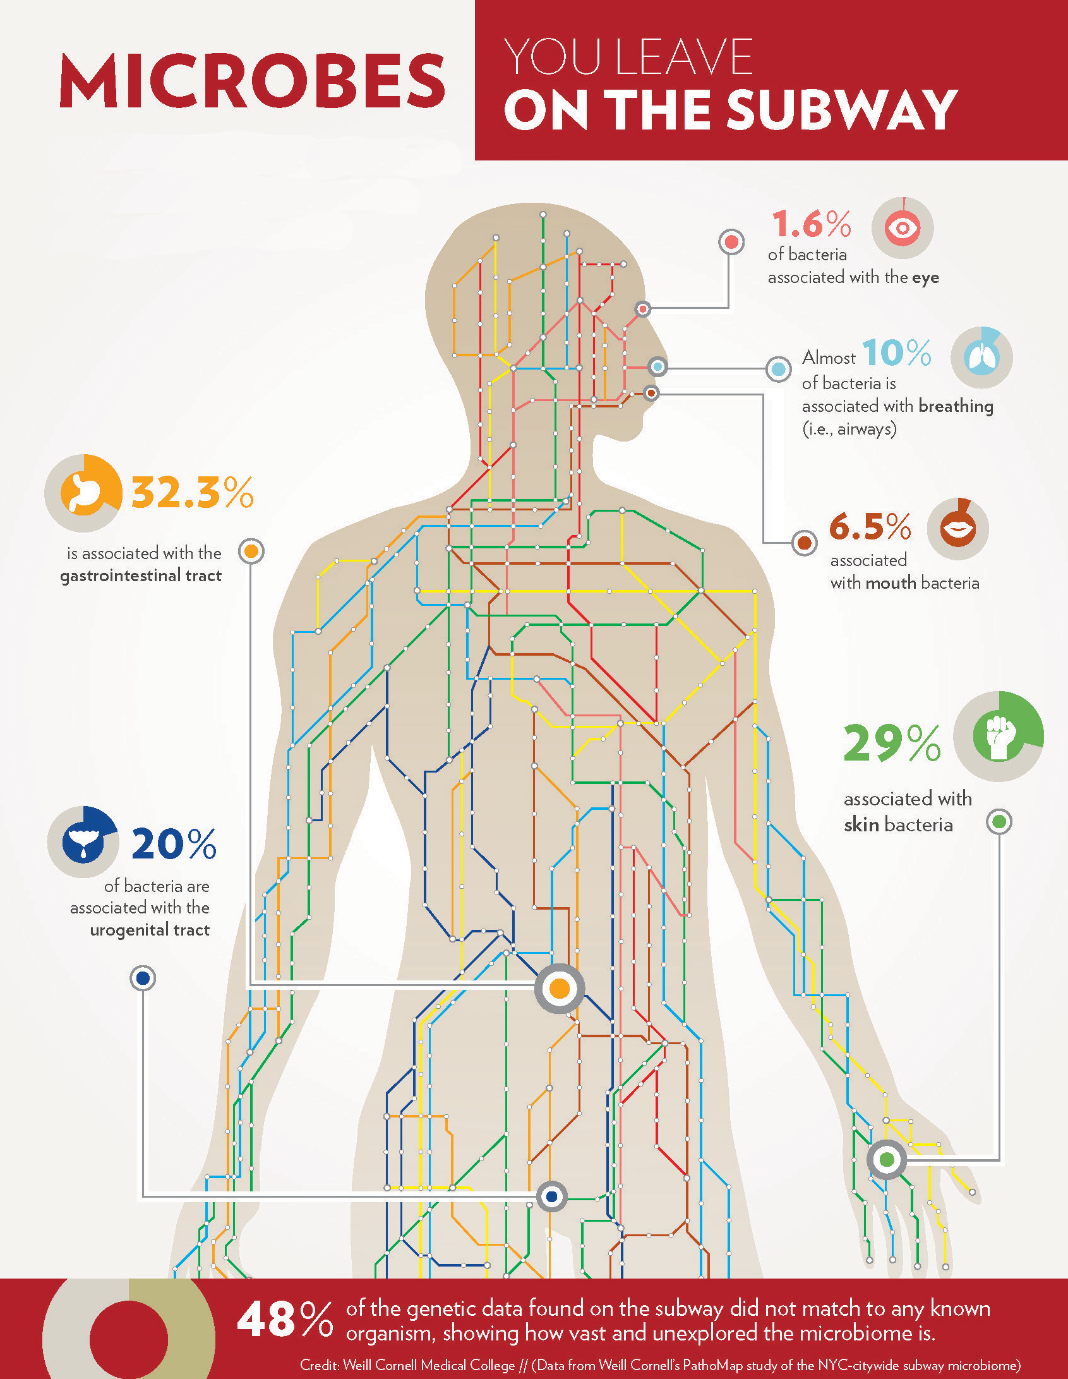 MICROBES
YOU LEAVE
ON THE SUBWAY
1.6%
of bacteria
associated with the eye
Almost 10%
of bacteria is
associated with breathing
(i.e., airways)
32.3%
is associated with the
gastrointestinal tract
6.5%
associated
with mouth bacteria
29%
associated with
skin bacteria
20%
of bacteria are
associated with the
urogenital tract
48% of the genetic data found on the subway did not match to any known
organism, showing how vast and unexplored the microbiome is.
Credit: Weill Cornell Medical College // (Data from Weill Cornell's PathoMap study of the NYC-citywide subway microbiome)